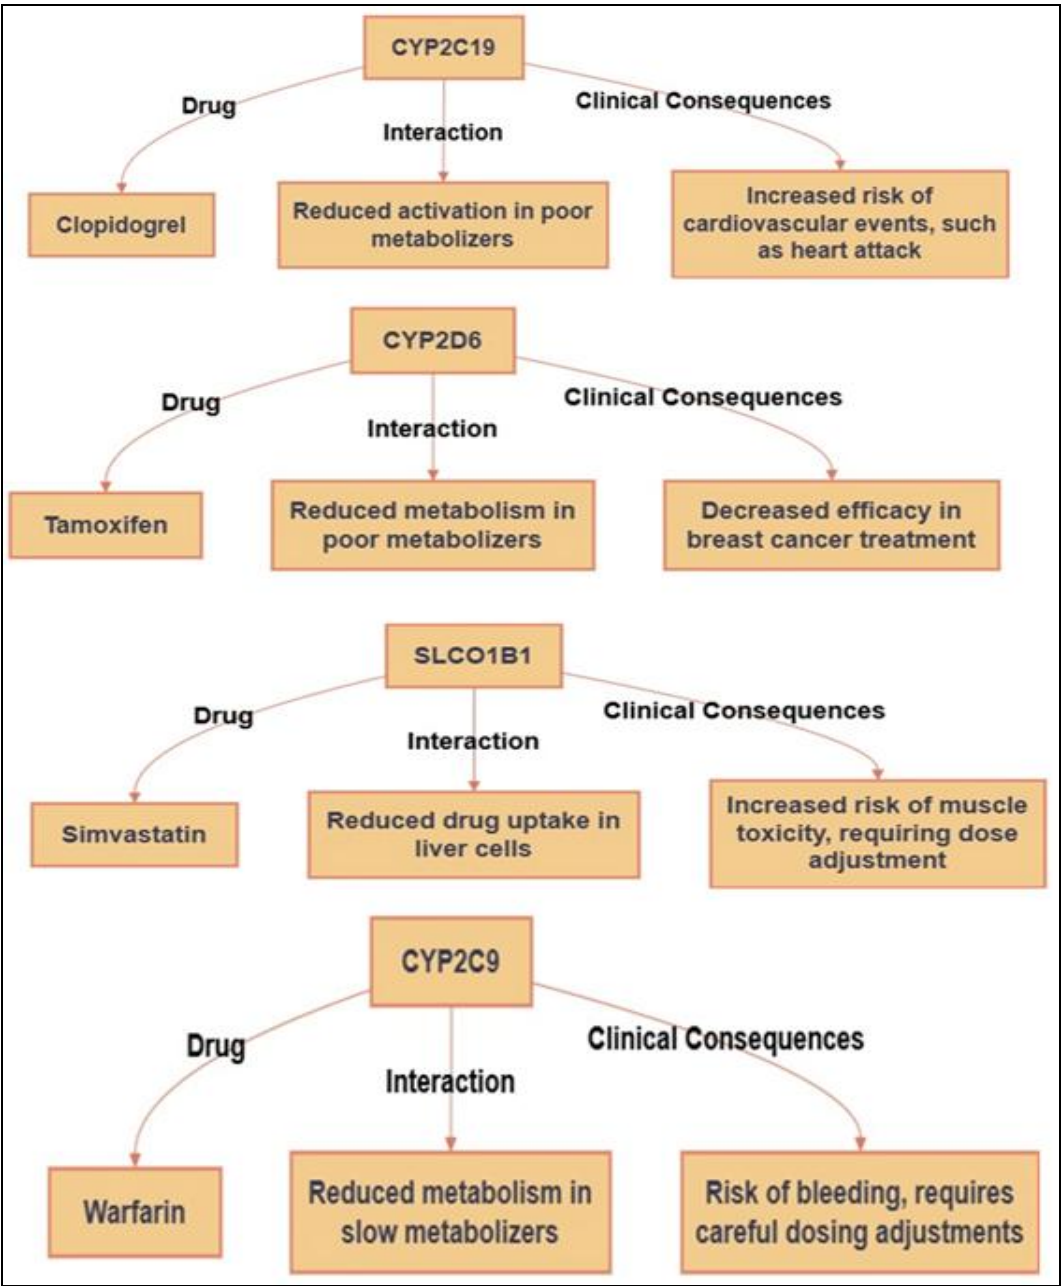 CYP2C19
Drug
Interaction
Clinical Consequences
Clopidogrel
Reduced activation in poor
metabolizers
Increased risk of
cardiovascular events, such
as heart attack
CYP2D6
Drug
Interaction
Clinical Consequences
Tamoxifen
Reduced metabolism in
poor metabolizers
Decreased efficacy in
breast cancer treatment
SLCO1B1
Drug
Interaction
Clinical Consequences
Simvastatin
Reduced drug uptake in
liver cells
Increased risk of muscle
toxicity, requiring dose
adjustment
CYP2C9
Drug
Interaction
Clinical Consequences
Warfarin
Reduced metabolism in
slow metabolizers
Risk of bleeding, requires
careful dosing adjustments